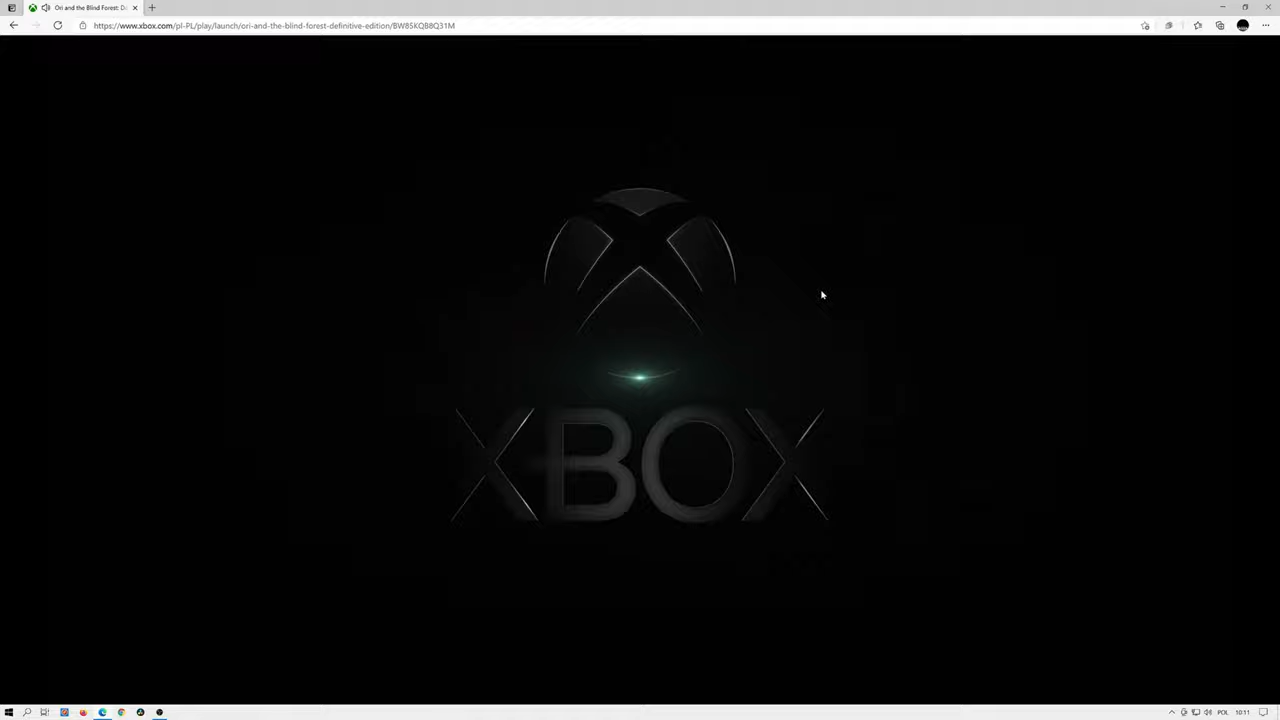 Ori and the Blind Forest: D
https://www.xbox.com/pl-PL/play/launch/ori-and-the-blind-forest-definitive-edition/BW85KQB8Q31M
XBOX
POL
10:11